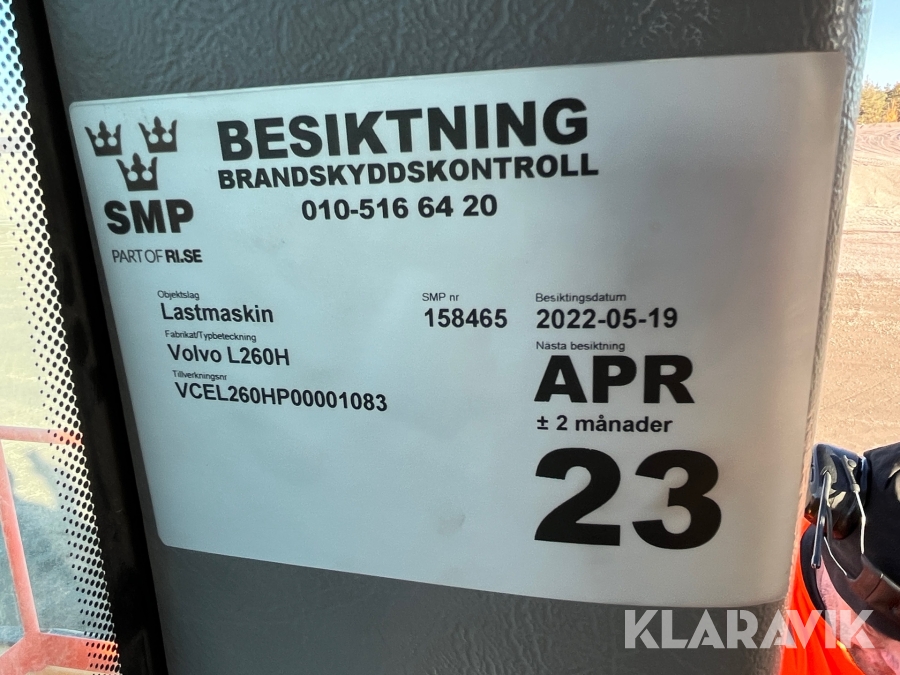 BESIKTNING
BRANDSKYDDSKONTROLL
010-516 64 20
SMP
PART OF RI.SE
Objektslag
Lastmaskin
Fabrikat/Typbeteckning
Volvo L260H
Tillverkningsnr
VCEL260HP00001083
SMP nr
158465
Besiktingsdatum
2022-05-19
Nästa besiktning
APR
± 2 månader
23
KLARAVIK